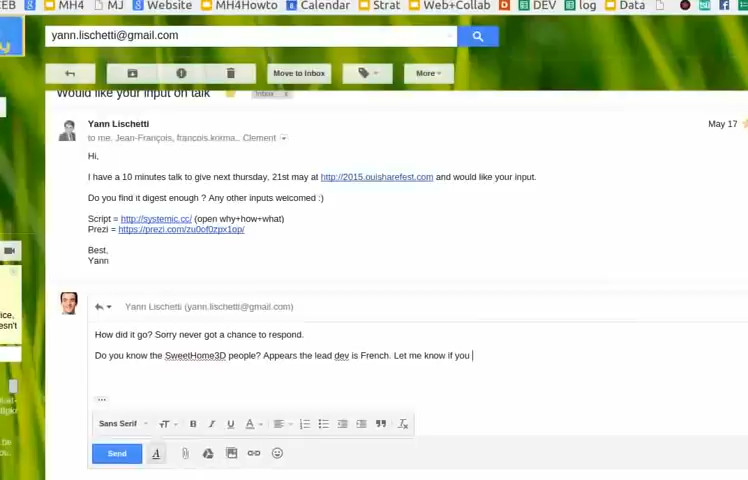 MH4
MJ
Website
MH4Howto
Calendar
Strat
Web+Collab
DEV
log
Data
yann.lischetti@gmail.com
Move to Inbox
More
Would like your input on talk
Inbox x
Yann Lischetti
May 17
to me, Jean-François, francois.korma., Clement
Hi,
I have a 10 minutes talk to give next thursday, 21st may at http://2015.ouisharefest.com and would like your input.
Do you find it digest enough ? Any other inputs welcomed :)
Script = http://systemic.cc/ (open why+how+what)
Prezi = https://prezi.com/zu0of0zpx1op/
Best,
Yann
Yann Lischetti (yann.lischetti@gmail.com)
How did it go? Sorry never got a chance to respond.
Do you know the SweetHome3D people? Appears the lead dev is French. Let me know if you
Sans Serif
B I U A
Send
A